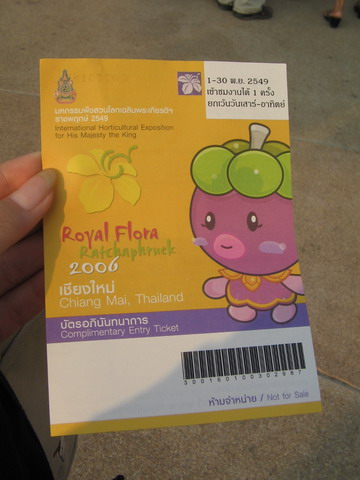 มหกรรมพืชสวนโลกเฉลิมพระเกียรติฯ
ราชพฤกษ์ 2549
International Horticultural Exposition
for His Majesty the King
1-30 พ.ย. 2549
เข้าชมงานได้ 1 ครั้ง
ยกเว้นวันเสาร์-อาทิตย์
Royal Flora
Ratchaphruek
2006
เชียงใหม่
Chiang Mai, Thailand
บัตรอภินันทนาการ
Complimentary Entry Ticket
3001601003029 87
ห้ามจำหน่าย / Not for Sale